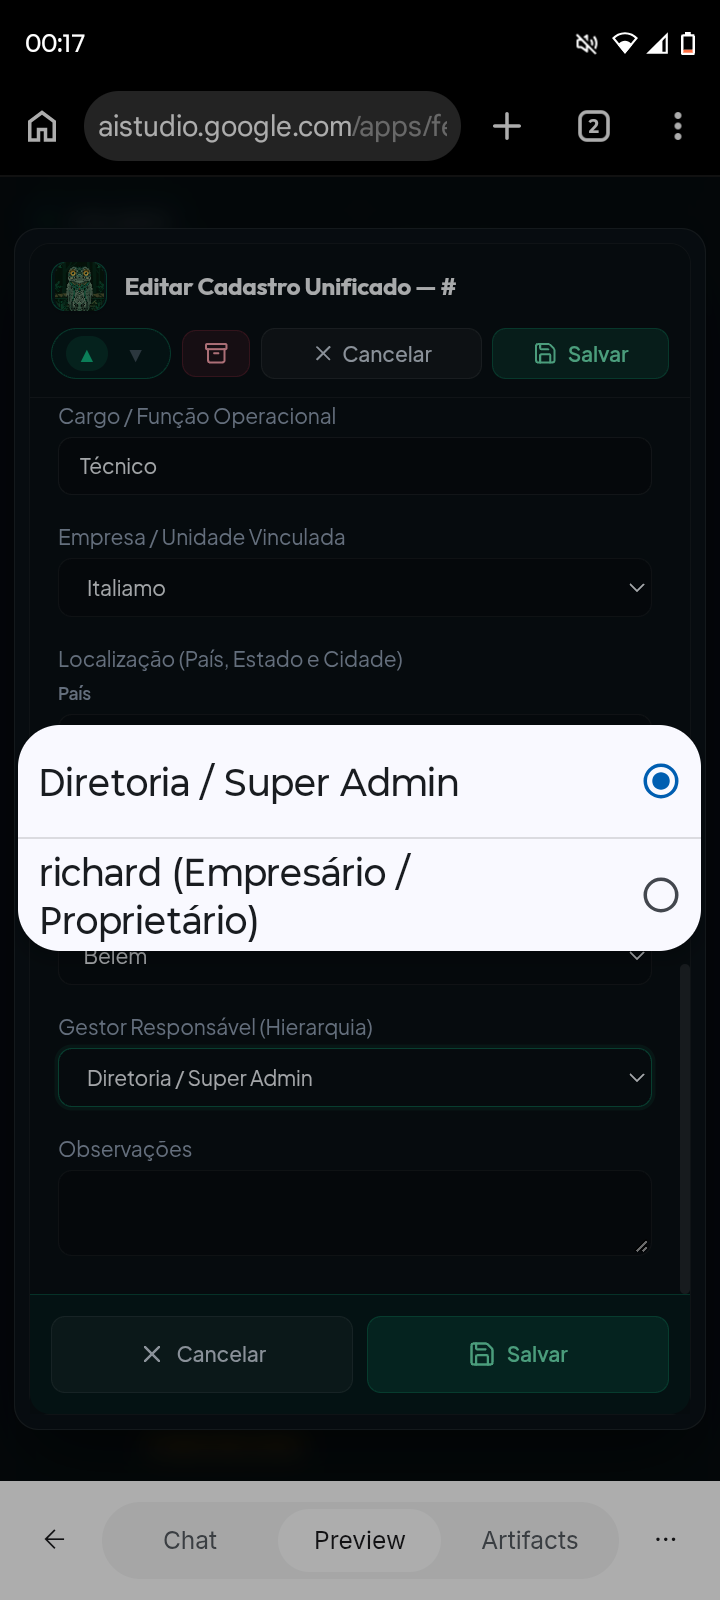 00:17
aistudio.google.com/apps/fe
2
Editar Cadastro Unificado — #
Cancelar
Salvar
Cargo / Função Operacional
Técnico
Empresa / Unidade Vinculada
Italiamo
Localização (País, Estado e Cidade)
País
Diretoria / Super Admin
richard (Empresário /
Proprietário)
Belém
Gestor Responsável (Hierarquia)
Diretoria / Super Admin
Observações
Cancelar
Salvar
Chat
Preview
Artifacts